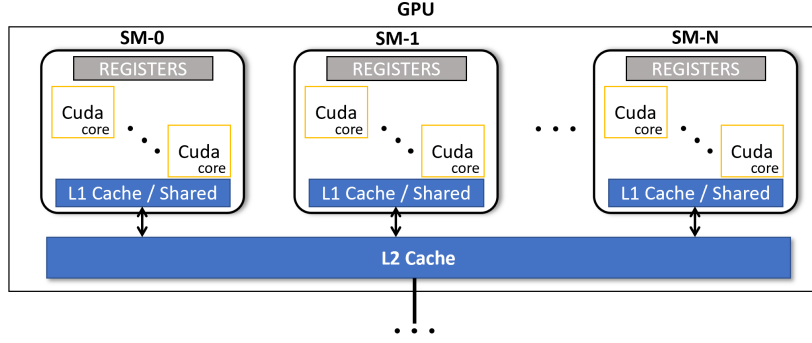 GPU
SM-0
SM-1
SM-N
REGISTERS
REGISTERS
REGISTERS
Cuda
core
Cuda
core
Cuda
core
Cuda
core
Cuda
core
Cuda
core
L1 Cache / Shared
L1 Cache / Shared
L1 Cache / Shared
L2 Cache